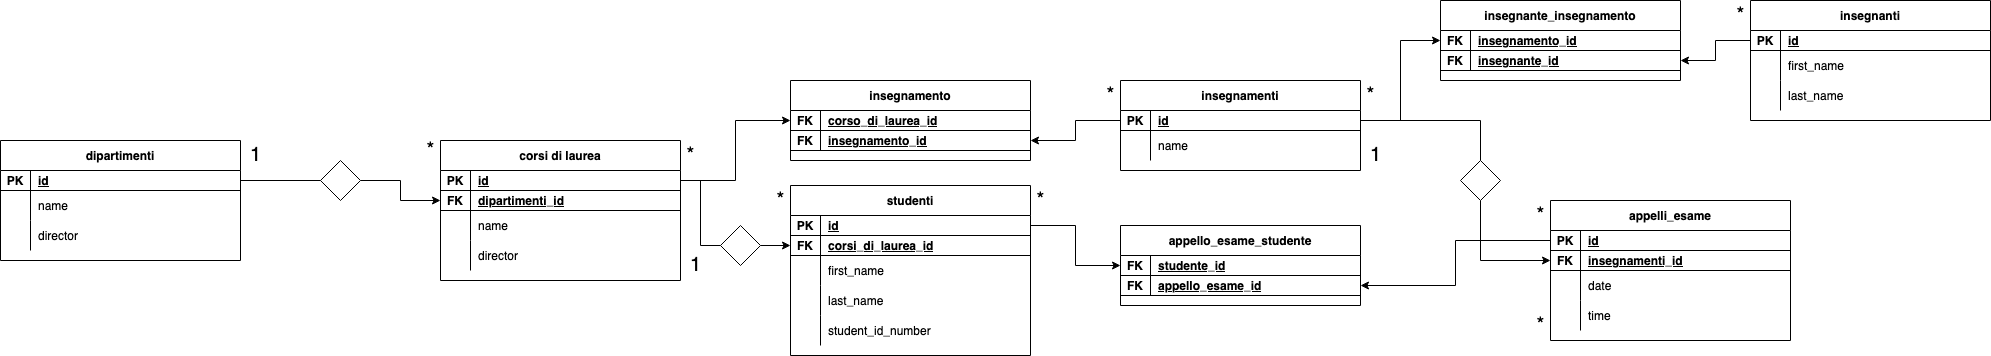 dipartimenti
PK id
name
director
1
*
corsi di laurea
PK id
FK dipartimenti_id
name
director
*
1
insegnamento
FK corso_di_laurea_id
FK insegnamento_id
*
studenti
PK id
FK corsi_di_laurea_id
first_name
last_name
student_id_number
*
*
insegnamenti
PK id
name
*
1
appello_esame_studente
FK studente_id
FK appello_esame_id
insegnante_insegnamento
FK insegnamento_id
FK insegnante_id
*
insegnanti
PK id
first_name
last_name
*
appelli_esame
PK id
FK insegnamenti_id
date
time
*